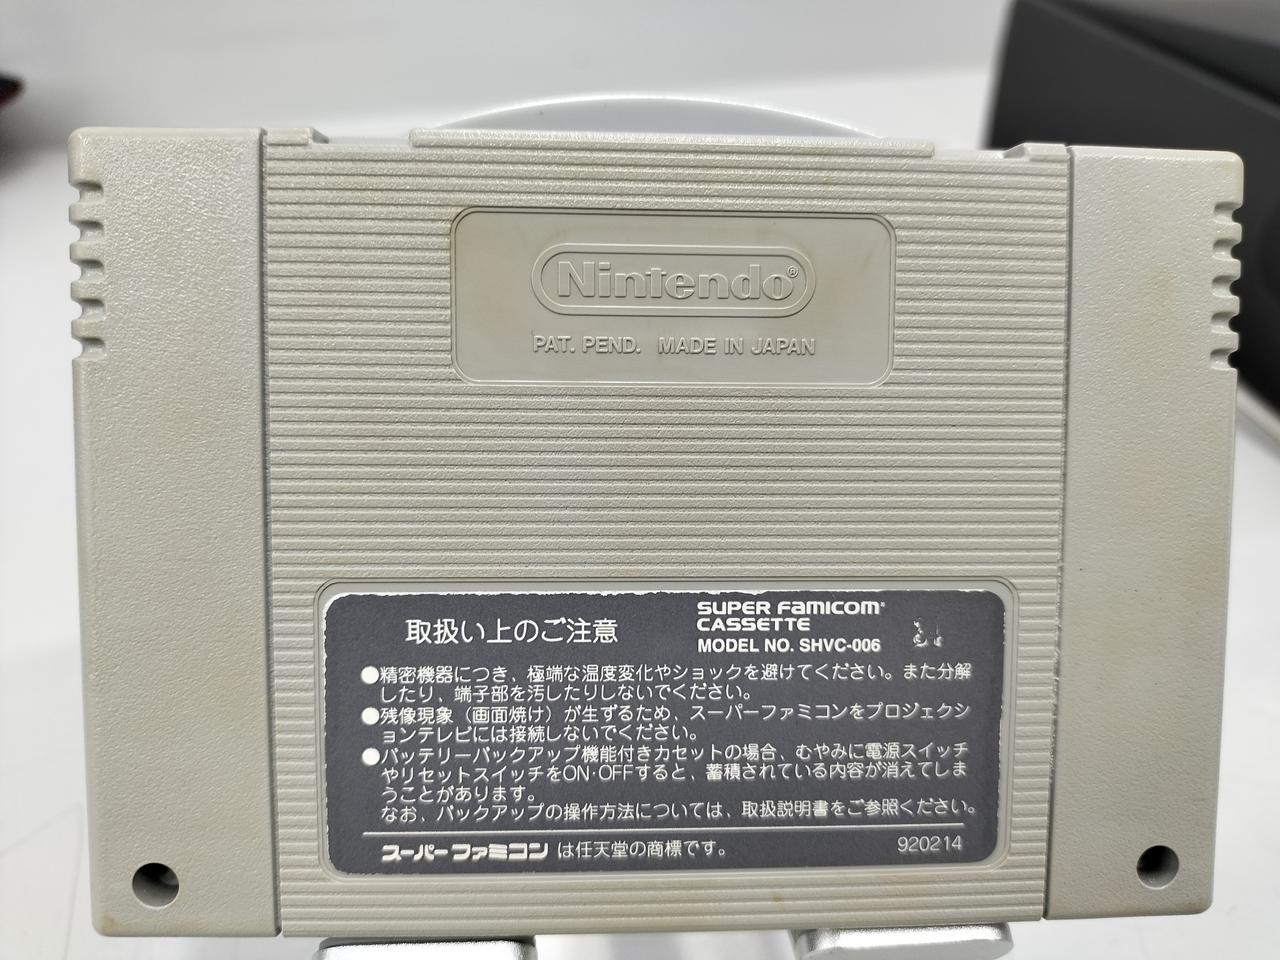 Nintendo®
PAT. PEND. MADE IN JAPAN
取扱い上のご注意
SUPER FAMICOM
CASSETTE
MODEL NO. SHVC-006
●精密機器につき、極端な温度変化やショックを避けてください。また分解
したり、端子部を汚したりしないでください。
●残像現象（画面焼け）が生ずるため、スーパーファミコンをプロジェクシ
ョンテレビには接続しないでください。
●バッテリーバックアップ機能付きカセットの場合、むやみに電源スイッチ
やリセットスイッチをON・OFFすると、蓄積されている内容が消えてしま
うことがあります。
なお、バックアップの操作方法については、取扱説明書をご参照ください。
スーパーファミコン は任天堂の商標です。
920214